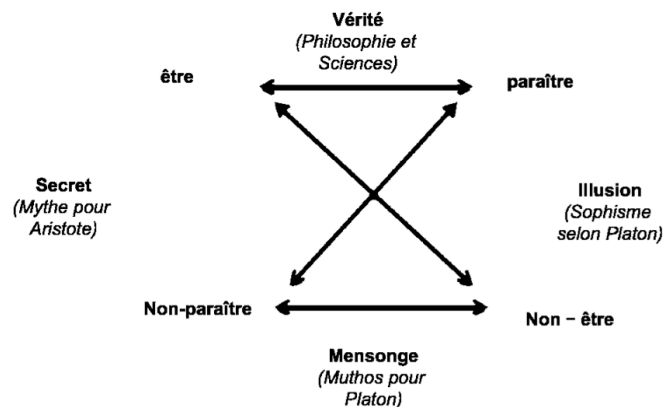 Vérité
(Philosophie et
Sciences)
être
paraître
Secret
(Mythe pour
Aristote)
Illusion
(Sophisme
selon Platon)
Non-paraître
Non – être
Mensonge
(Muthos pour
Platon)